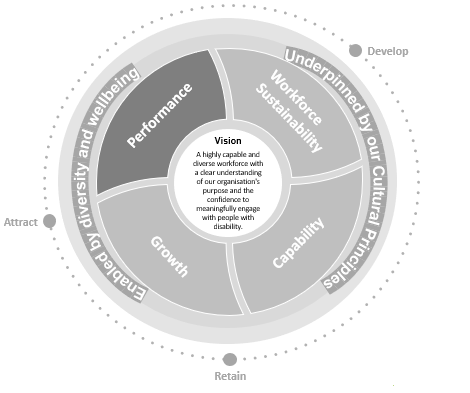 Develop
Underpinned by our Cultural Principles
Enabled by diversity and wellbeing
Performance
Workforce
Sustainability
Vision
A highly capable and
diverse workforce with
a clear understanding
of our organisation's
purpose and the
confidence to
meaningfully engage
with people with
disability.
Attract
Growth
Capability
Retain